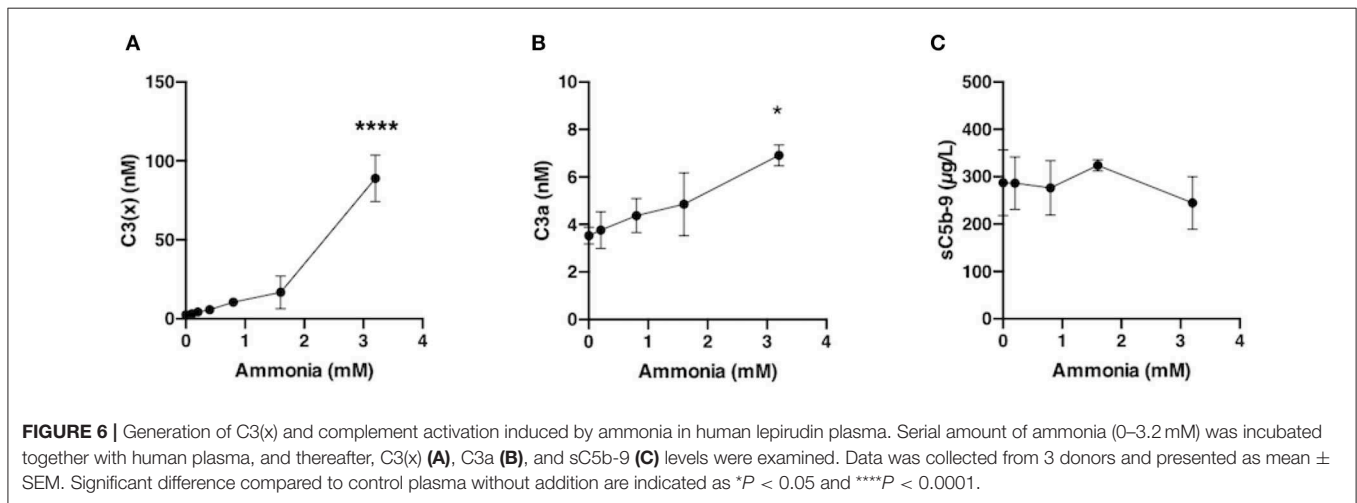 A
B
C
150
100
50
0
C3(x) (nM)
****
0 1 2 3 4
Ammonia (mM)
10
8
6
4
2
0
C3a (nM)
*
0 1 2 3 4
Ammonia (mM)
500
400
300
200
100
0
sC5b-9 (µg/L)
0 1 2 3 4
Ammonia (mM)
FIGURE 6 | Generation of C3(x) and complement activation induced by ammonia in human lepirudin plasma. Serial amount of ammonia (0–3.2 mM) was incubated
together with human plasma, and thereafter, C3(x) (A), C3a (B), and sC5b-9 (C) levels were examined. Data was collected from 3 donors and presented as mean ±
SEM. Significant difference compared to control plasma without addition are indicated as *P < 0.05 and ****P < 0.0001.